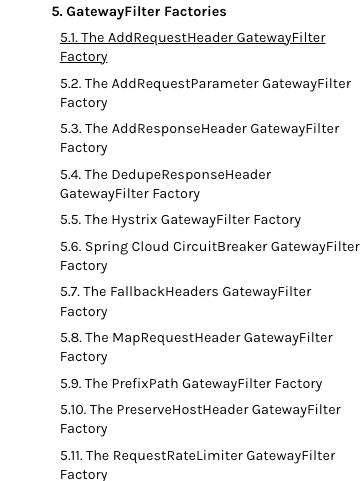 5. GatewayFilter Factories
5.1. The AddRequestHeader GatewayFilter
Factory
5.2. The AddRequestParameter GatewayFilter
Factory
5.3. The AddResponseHeader GatewayFilter
Factory
5.4. The DedupeResponseHeader
GatewayFilter Factory
5.5. The Hystrix GatewayFilter Factory
5.6. Spring Cloud CircuitBreaker GatewayFilter
Factory
5.7. The FallbackHeaders GatewayFilter
Factory
5.8. The MapRequestHeader GatewayFilter
Factory
5.9. The PrefixPath GatewayFilter Factory
5.10. The PreserveHostHeader GatewayFilter
Factory
5.11. The RequestRateLimiter GatewayFilter
Factory